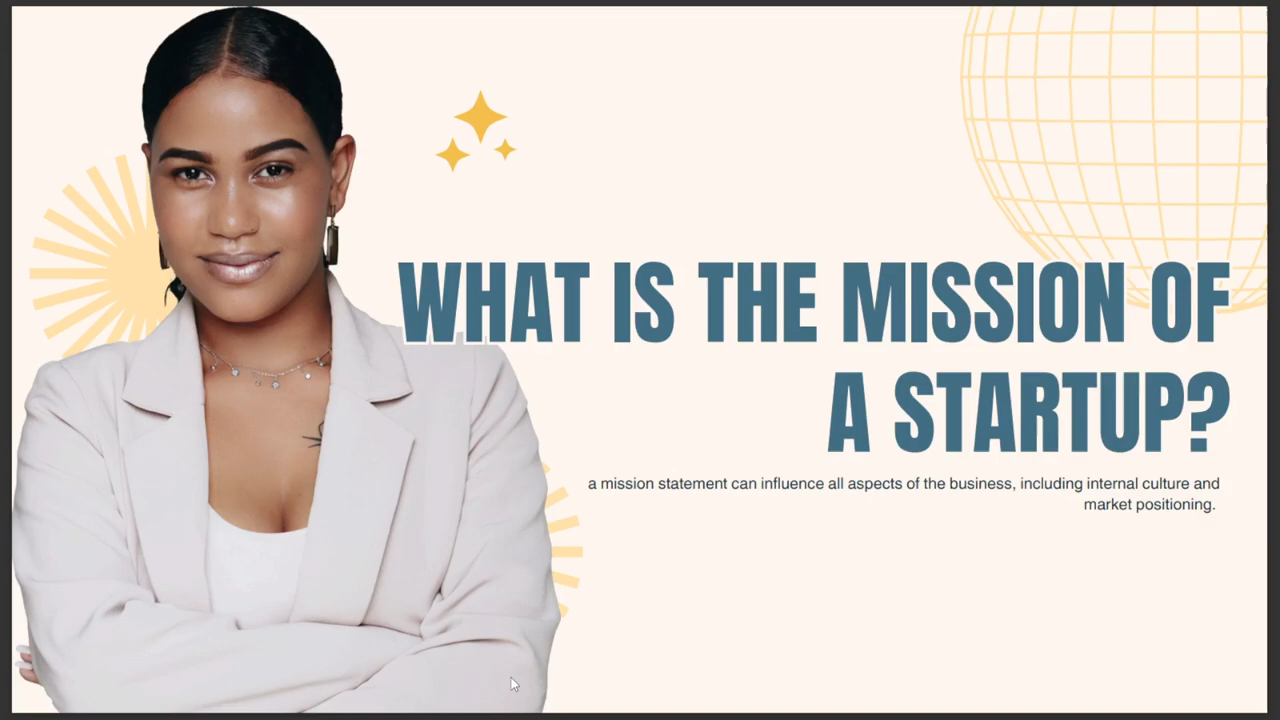 WHAT IS THE MISSION OF
A STARTUP?
a mission statement can influence all aspects of the business, including internal culture and
market positioning.